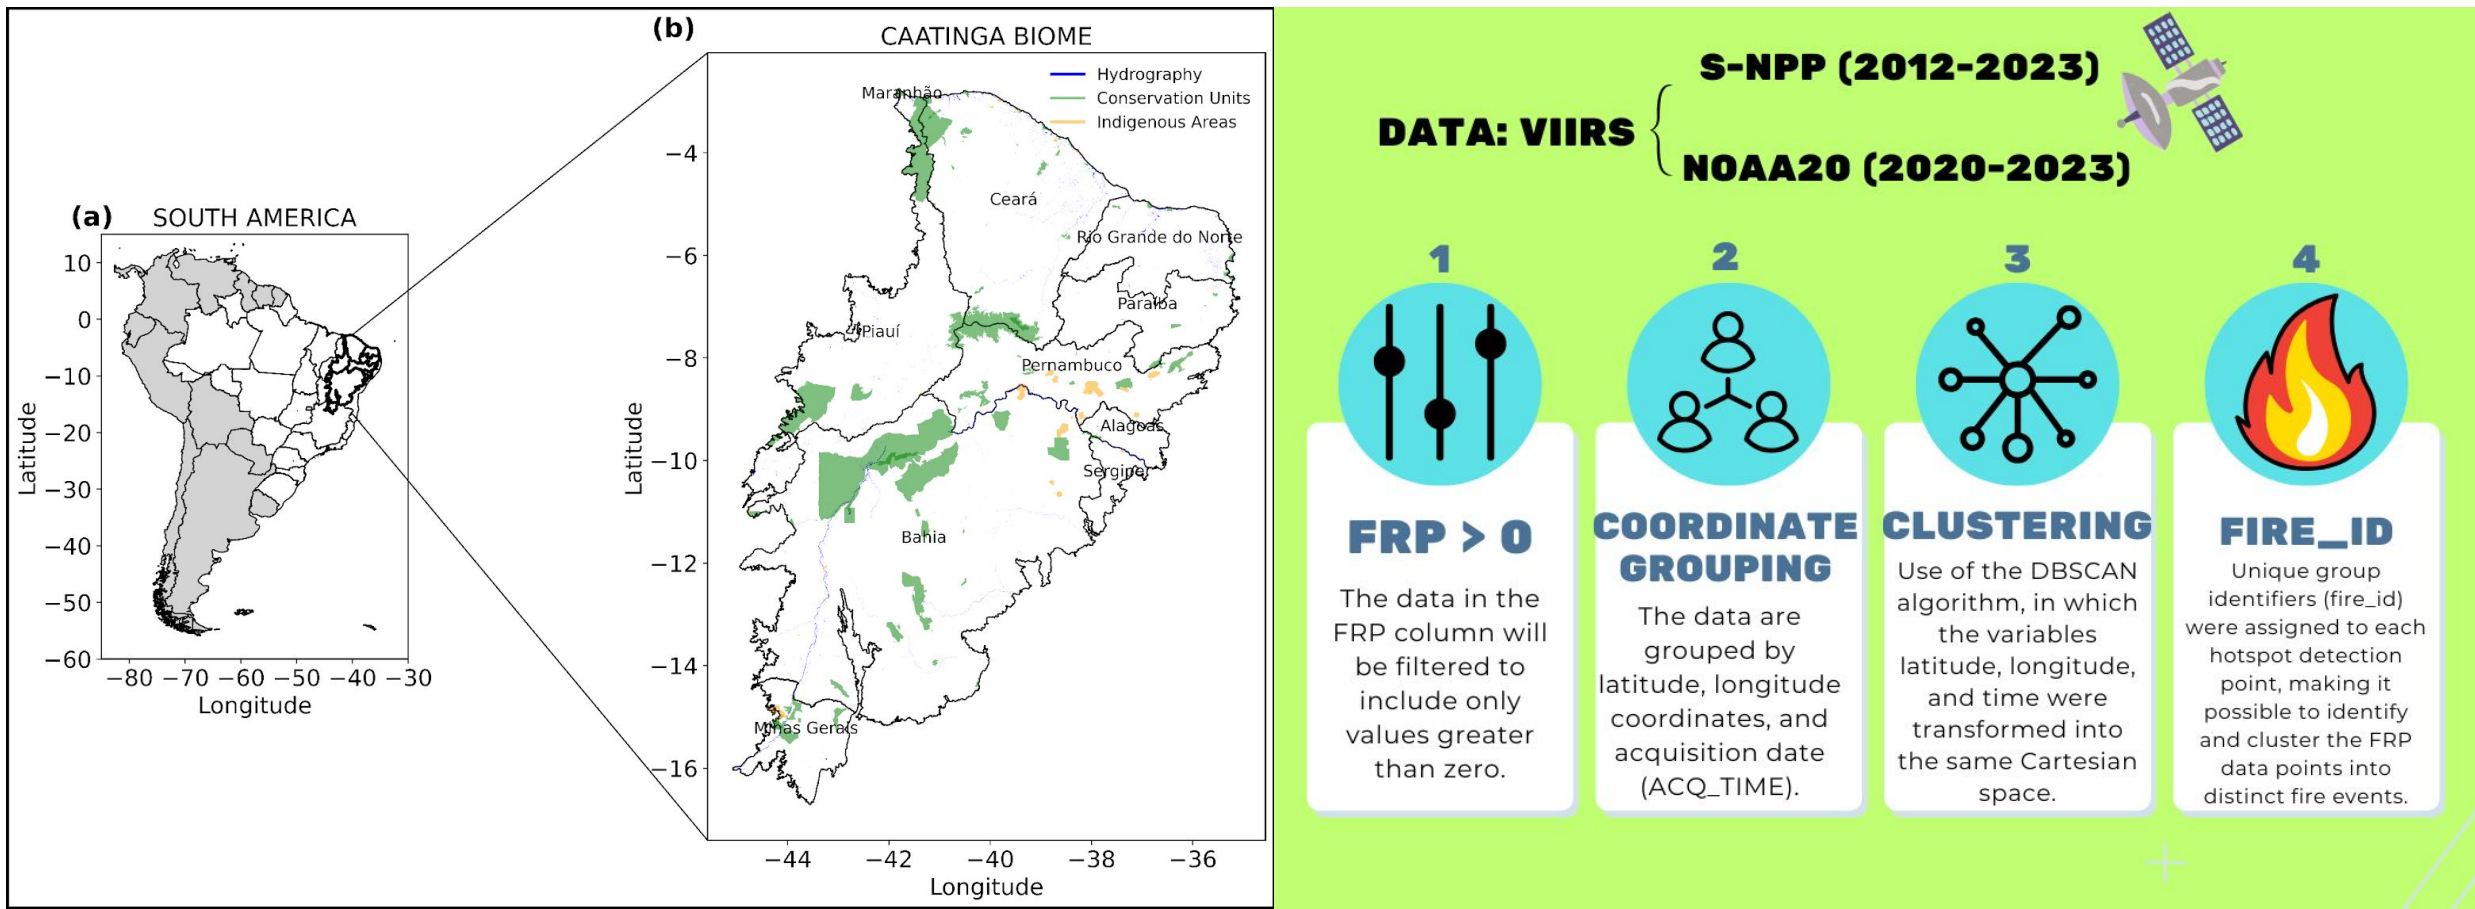 (a)
SOUTH AMERICA
10
0
−10
−20
−30
−40
−50
−60
Latitude
−80 −70 −60 −50 −40 −30
Longitude
(b)
CAATINGA BIOME
Hydrography
Conservation Units
Indigenous Areas
Maranhão
Ceará
Rio Grande do Norte
Paraíba
Piauí
Pernambuco
Alagoas
Sergipe
Bahia
Minas Gerais
−4
−6
−8
−10
−12
−14
−16
Latitude
−44 −42 −40 −38 −36
Longitude
DATA: VIIRS
S-NPP (2012-2023)
NOAA20 (2020-2023)
1
FRP > 0
The data in the
FRP column will
be filtered to
include only
values greater
than zero.
2
COORDINATE
GROUPING
The data are
grouped by
latitude, longitude
coordinates, and
acquisition date
(ACQ_TIME).
3
CLUSTERING
Use of the DBSCAN
algorithm, in which
the variables
latitude, longitude,
and time were
transformed into
the same Cartesian
space.
4
FIRE_ID
Unique group
identifiers (fire_id)
were assigned to each
hotspot detection
point, making it
possible to identify
and cluster the FRP
data points into
distinct fire events.